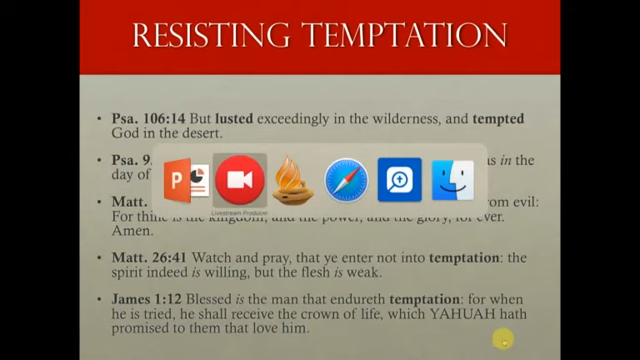 RESISTING TEMPTATION
• Psa. 106:14 But lusted exceedingly in the wilderness, and tempted
God in the desert.
• Psa. 9 as in the
day of
• Matt. from evil:
For thine is the kingdom, and the power, and the glory, for ever.
Amen.
• Matt. 26:41 Watch and pray, that ye enter not into temptation: the
spirit indeed is willing, but the flesh is weak.
• James 1:12 Blessed is the man that endureth temptation: for when
he is tried, he shall receive the crown of life, which YAHUAH hath
promised to them that love him.
P
Livestream Producer